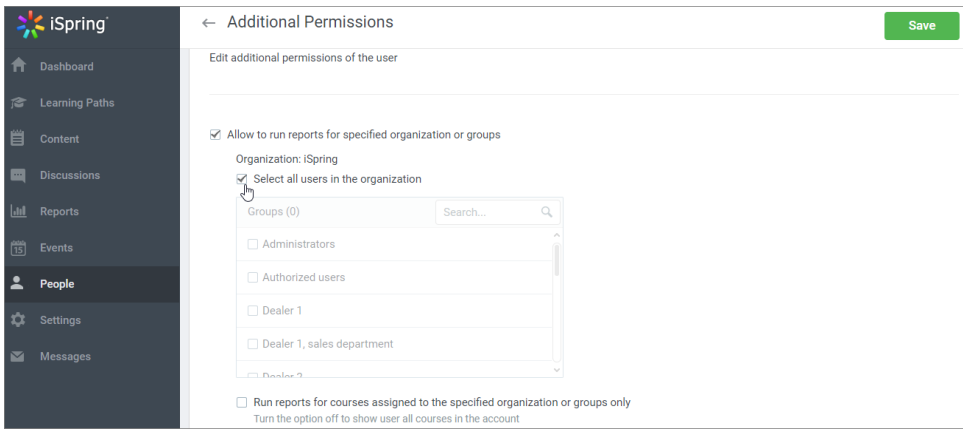 iSpring
← Additional Permissions
Save
Dashboard
Learning Paths
Content
Discussions
Reports
15 Events
People
Settings
Messages
Edit additional permissions of the user
Allow to run reports for specified organization or groups
Organization: iSpring
Select all users in the organization
Groups (0)
Search...
Administrators
Authorized users
Dealer 1
Dealer 1, sales department
Dealer 2
Run reports for courses assigned to the specified organization or groups only
Turn the option off to show user all courses in the account